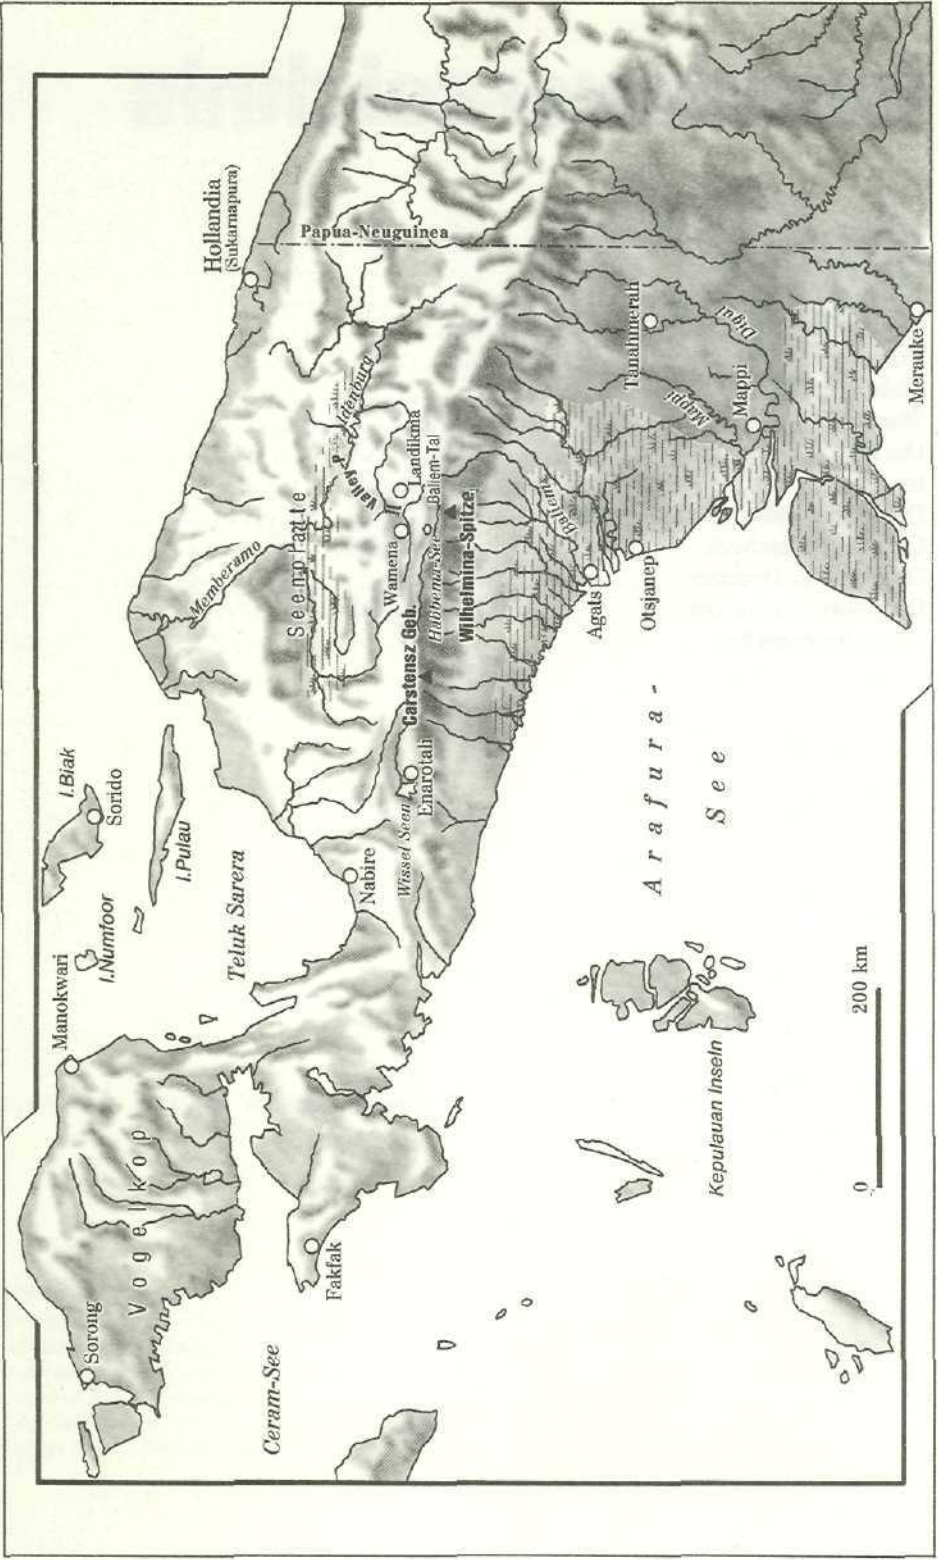 Sorong
Manokwari
I.Numfoor
I.Biak
Sorido
I.Pulau
Teluk Sarera
Vogelkop
Ceram-See
Fakfak
Nabire
Wissel Seen
Enarotali
Memberamo
Seenplatte
Hollandia
(Sukarnapura)
Papua-Neuguinea
Idenburg
Valley
Wamena
Landikma
Carstensz Geb.
Habbema-See
Baliem-Tal
Wilhelmina-Spitze
Baliem
Agats
Otsjanep
Tanahmerah
Digul
Mappi
Mappi
Merauke
Arafura-
See
Kepulauan Inseln
0
200 km